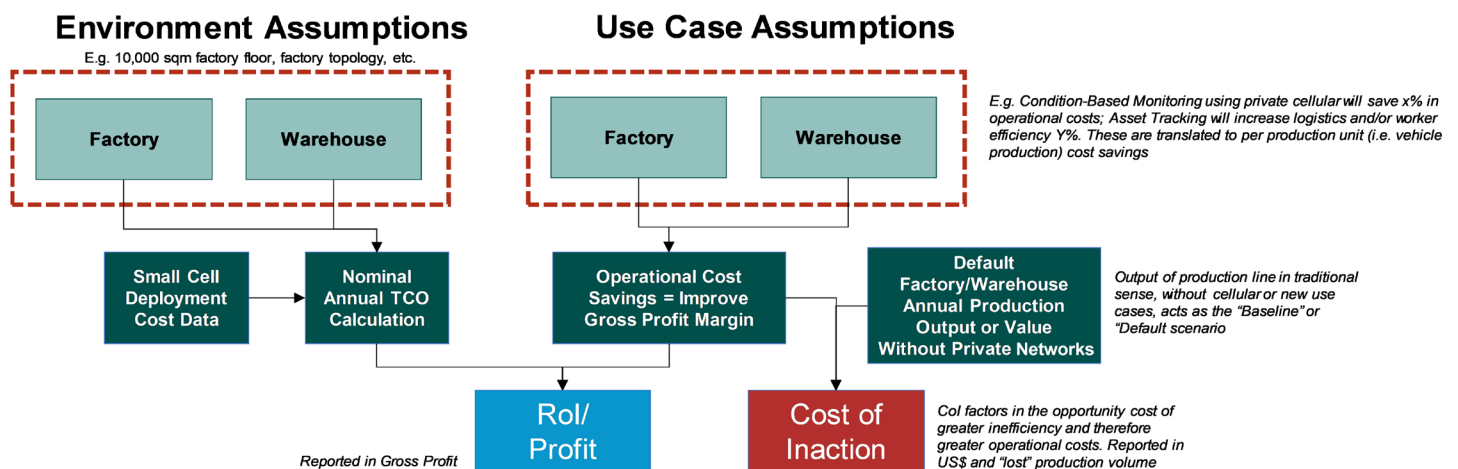 Environment Assumptions
E.g. 10,000 sqm factory floor, factory topology, etc.
Factory
Warehouse
Use Case Assumptions
Factory
Warehouse
E.g. Condition-Based Monitoring using private cellular will save x% in
operational costs; Asset Tracking will increase logistics and/or worker
efficiency Y%. These are translated to per production unit (i.e. vehicle
production) cost savings
Small Cell
Deployment
Cost Data
Nominal
Annual TCO
Calculation
Operational Cost
Savings = Improve
Gross Profit Margin
Default
Factory/Warehouse
Annual Production
Output or Value
Without Private Networks
Output of production line in traditional
sense, without cellular or new use
cases, acts as the “Baseline” or
“Default scenario
RoI/
Profit
Reported in Gross Profit
Cost of
Inaction
CoI factors in the opportunity cost of
greater inefficiency and therefore
greater operational costs. Reported in
US$ and “lost” production volume